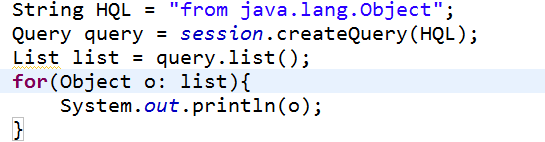 String HQL = "from java.lang.Object";
Query query = session.createQuery(HQL);
List list = query.list();
for(Object o: list){
    System.out.println(o);
}